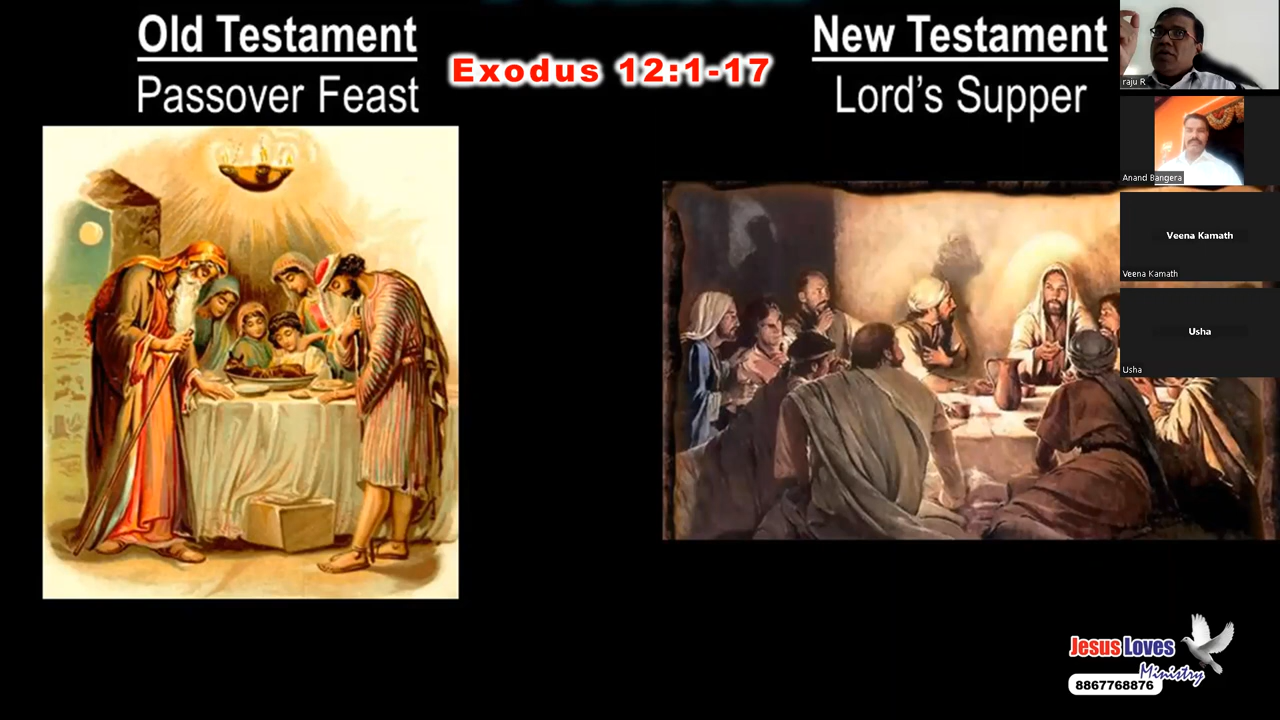 Old Testament
Passover Feast
Exodus 12:1-17
New Testament
Lord's Supper
raju R
Anand Bangera
Veena Kamath
Veena Kamath
Usha
Usha
Jesus Loves
Ministry
8867768876